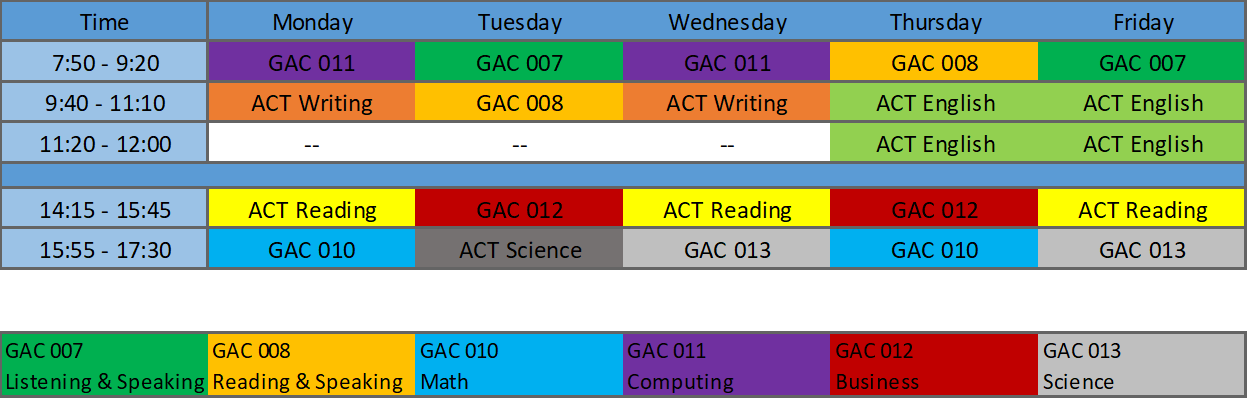 Time Monday Tuesday Wednesday Thursday Friday
7:50 - 9:20 GAC 011 GAC 007 GAC 011 GAC 008 GAC 007
9:40 - 11:10 ACT Writing GAC 008 ACT Writing ACT English ACT English
11:20 - 12:00 -- -- -- ACT English ACT English
14:15 - 15:45 ACT Reading GAC 012 ACT Reading GAC 012 ACT Reading
15:55 - 17:30 GAC 010 ACT Science GAC 013 GAC 010 GAC 013
GAC 007 GAC 008 GAC 010 GAC 011 GAC 012 GAC 013
Listening & Speaking Reading & Speaking Math Computing Business Science